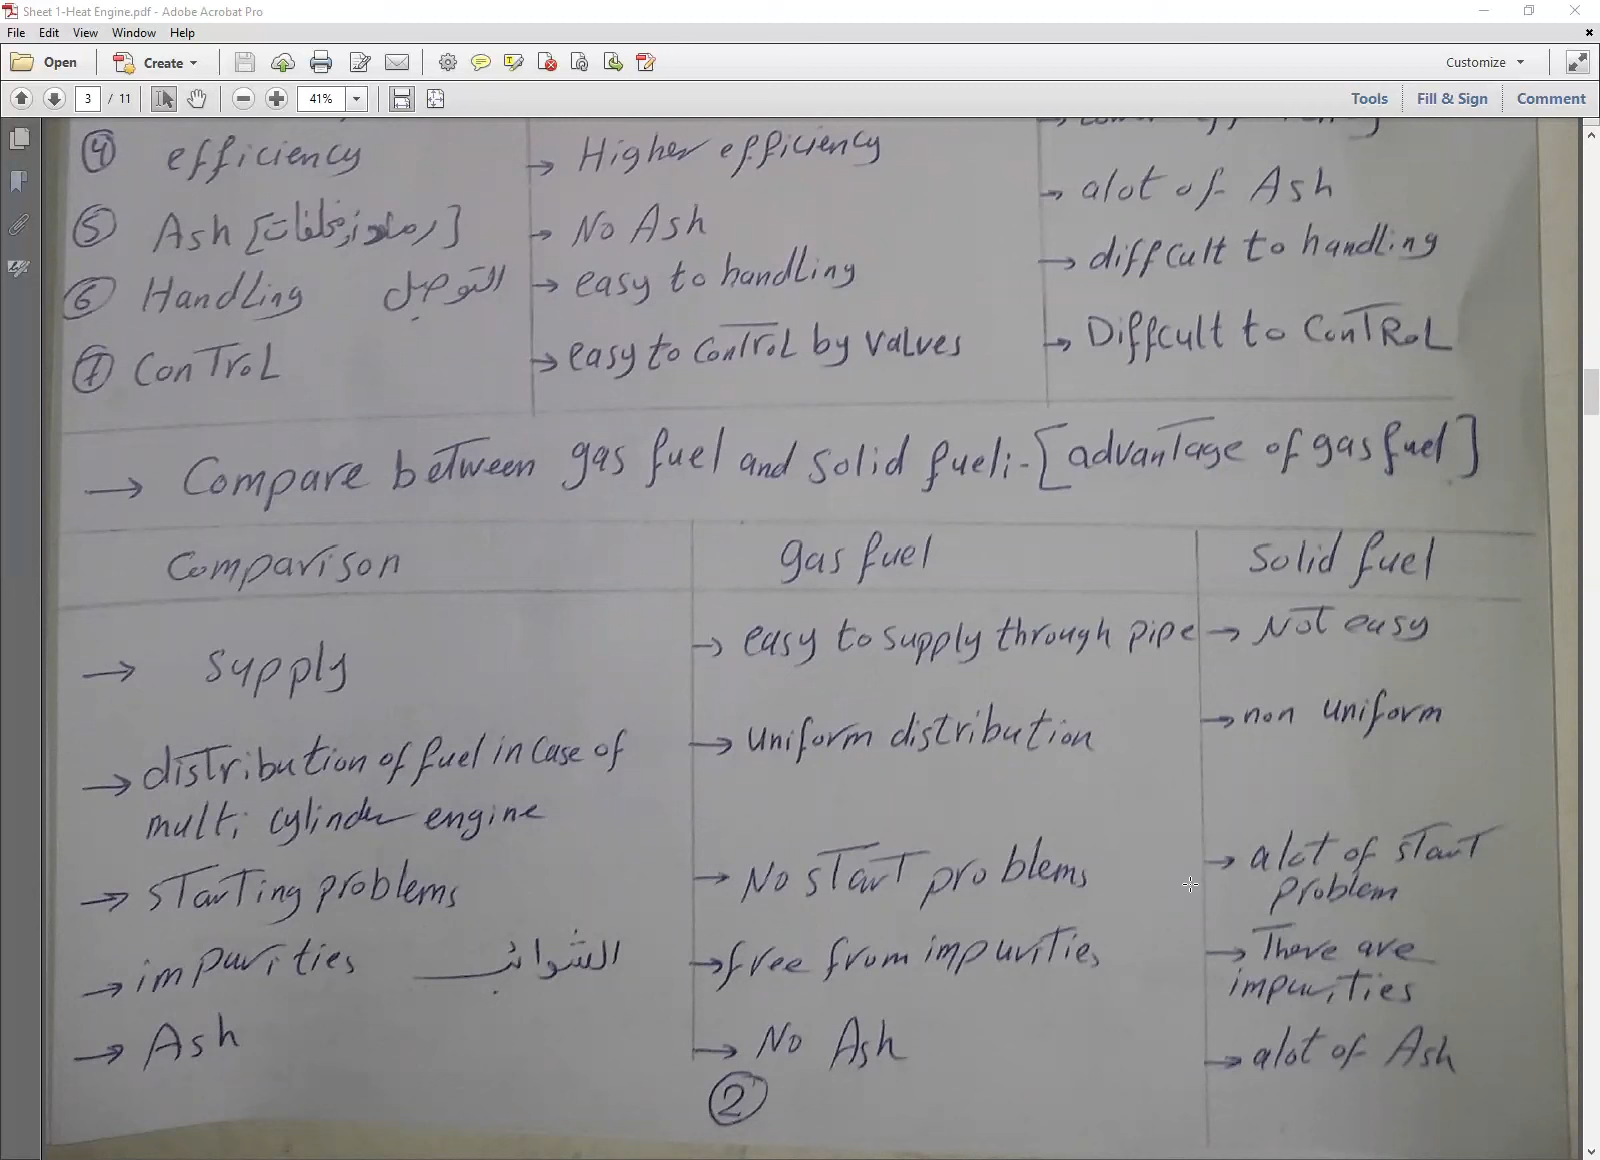 Sheet 1-Heat Engine.pdf - Adobe Acrobat Pro
File Edit View Window Help
Open Create Customize
3 / 11 41% Tools Fill & Sign Comment
④ efficiency → Higher efficiency
⑤ Ash [رماد] → No Ash → alot of Ash
⑥ Handling التوصيل → easy to handling → difficult to handling
⑦ Control → easy to control by valves → Diffcult to Control
→ Compare between gas fuel and solid fuel:- [advantage of gas fuel]
Comparison gas fuel Solid fuel
→ supply → easy to supply through pipe → Not easy
→ distribution of fuel in case of → uniform distribution → non uniform
multi cylinder engine
→ starting problems → No start problems → alot of start
problem
→ impurities الشوائب → free from impurities → There are
impurities
→ Ash → No Ash → alot of Ash
②